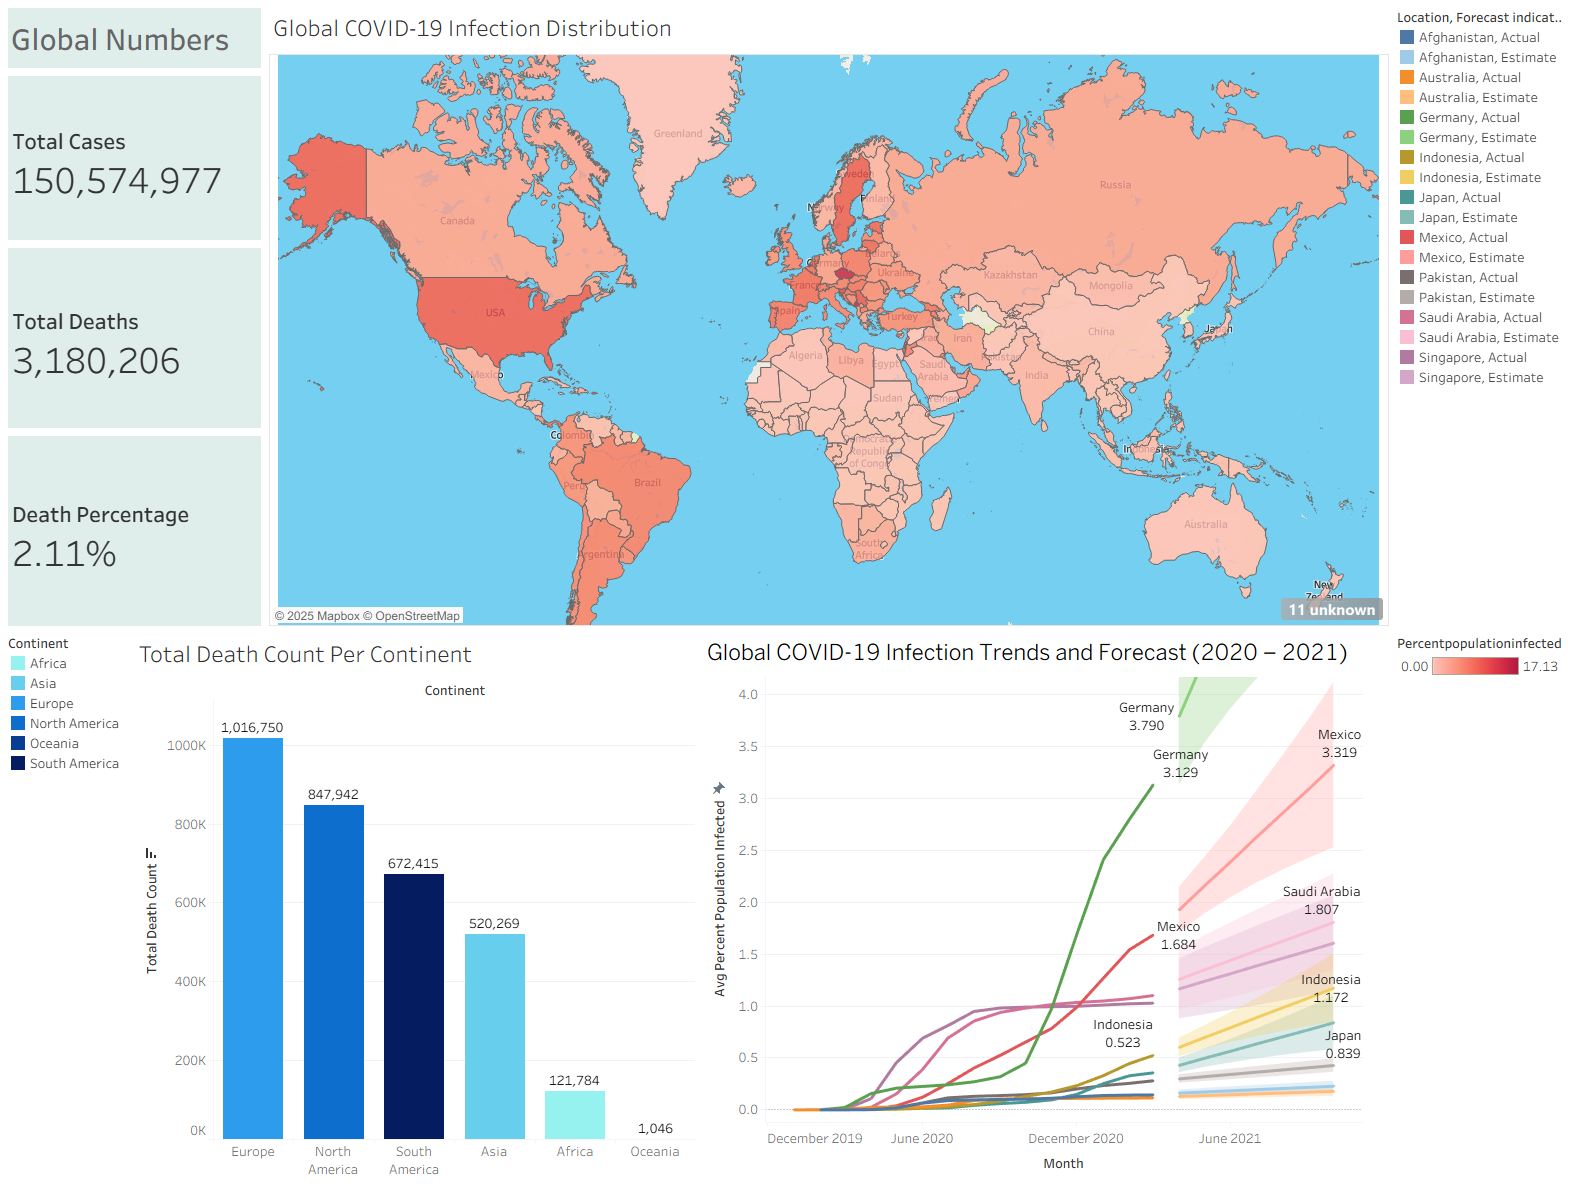 Global Numbers
Total Cases
150,574,977
Total Deaths
3,180,206
Death Percentage
2.11%
Global COVID-19 Infection Distribution
Greenland
Canada
USA
Mexico
Colombia
Peru
Brazil
Argentina
Sweden
Norway
Finland
Russia
Germany
Belarus
Ukraine
France
Spain
Turkey
Kazakhstan
Mongolia
China
Japan
Iraq
Iran
Pakistan
India
Algeria
Libya
Egypt
Saudi
Arabia
Yemen
Sudan
Democratic
Republic
of Congo
South
Africa
Indonesia
Australia
New
Zealand
© 2025 Mapbox © OpenStreetMap
11 unknown
Location, Forecast indicat..
Afghanistan, Actual
Afghanistan, Estimate
Australia, Actual
Australia, Estimate
Germany, Actual
Germany, Estimate
Indonesia, Actual
Indonesia, Estimate
Japan, Actual
Japan, Estimate
Mexico, Actual
Mexico, Estimate
Pakistan, Actual
Pakistan, Estimate
Saudi Arabia, Actual
Saudi Arabia, Estimate
Singapore, Actual
Singapore, Estimate
Percentpopulationinfected
0.00 17.13
Continent
Africa
Asia
Europe
North America
Oceania
South America
Total Death Count Per Continent
Continent
Total Death Count
1000K
800K
600K
400K
200K
0K
1,016,750
847,942
672,415
520,269
121,784
1,046
Europe
North
America
South
America
Asia
Africa
Oceania
Global COVID-19 Infection Trends and Forecast (2020 – 2021)
Avg Percent Population Infected
4.0
3.5
3.0
2.5
2.0
1.5
1.0
0.5
0.0
Germany
3.790
Germany
3.129
Mexico
3.319
Saudi Arabia
1.807
Mexico
1.684
Indonesia
1.172
Indonesia
0.523
Japan
0.839
December 2019
June 2020
December 2020
June 2021
Month